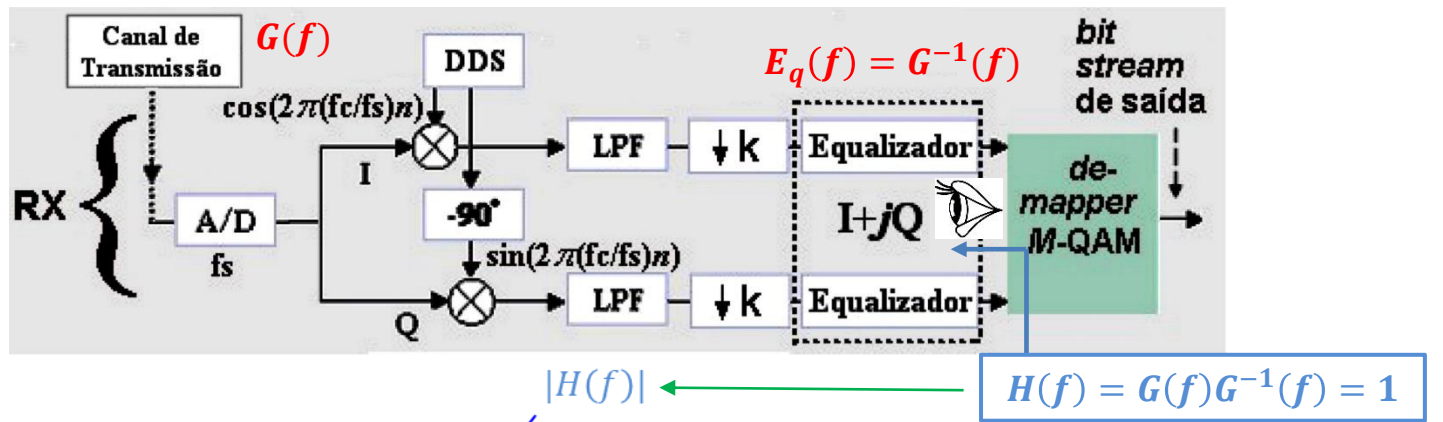 Canal de
Transmissão
G(f)
DDS
E_q(f) = G⁻¹(f)
bit
stream
de saída
cos(2π(fc/fs)n)
RX
A/D
fs
I
LPF
↓k
Equalizador
-90°
I+jQ
de-
mapper
M-QAM
sin(2π(fc/fs)n)
Q
LPF
↓k
Equalizador
|H(f)|
H(f) = G(f)G⁻¹(f) = 1